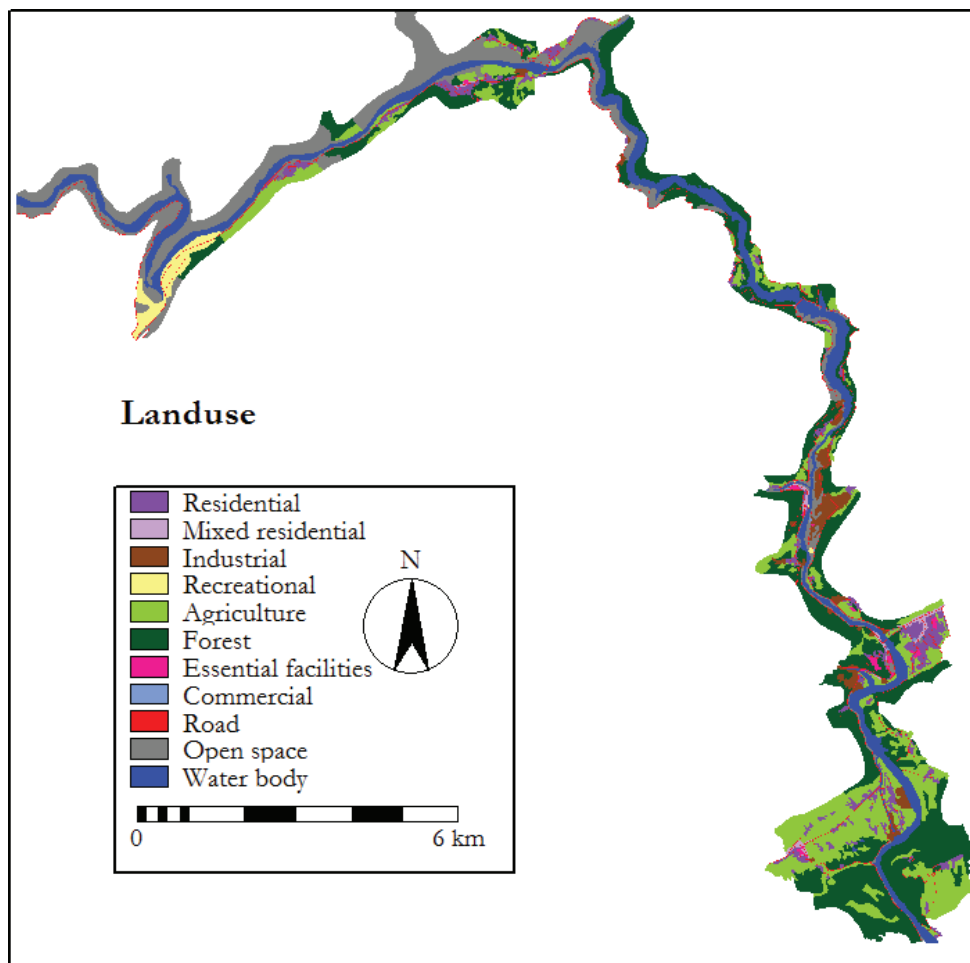 Landuse
Residential
Mixed residential
Industrial
Recreational
Agriculture
Forest
Essential facilities
Commercial
Road
Open space
Water body
N
0 6 km